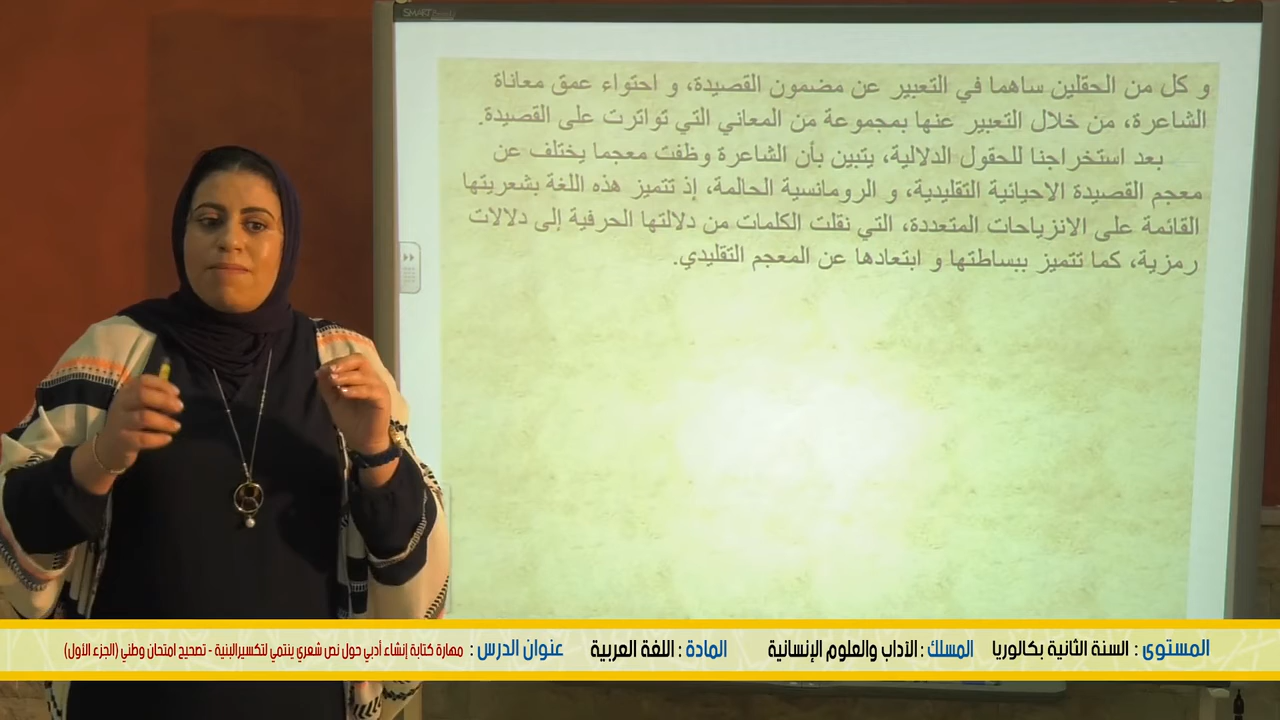 SMART
و كل من الحقلين ساهما في التعبير عن مضمون القصيدة، و احتواء عمق معاناة
الشاعرة، من خلال التعبير عنها بمجموعة من المعاني التي تواترت على القصيدة.
بعد استخراجنا للحقول الدلالية، يتبين بأن الشاعرة وظفت معجما يختلف عن
معجم القصيدة الاحيائية التقليدية، و الرومانسية الحالمة، إذ تتميز هذه اللغة بشعريتها
القائمة على الانزياحات المتعددة، التي نقلت الكلمات من دلالتها الحرفية إلى دلالات
رمزية، كما تتميز ببساطتها و ابتعادها عن المعجم التقليدي.
المستوى : السنة الثانية بكالوريا المسلك : الآداب والعلوم الإنسانية المادة : اللغة العربية عنوان الدرس : مهارة كتابة إنشاء أدبي حول نص شعري ينتمي لتكسيرالبنية - تصحيح امتحان وطني (الجزء الأول)